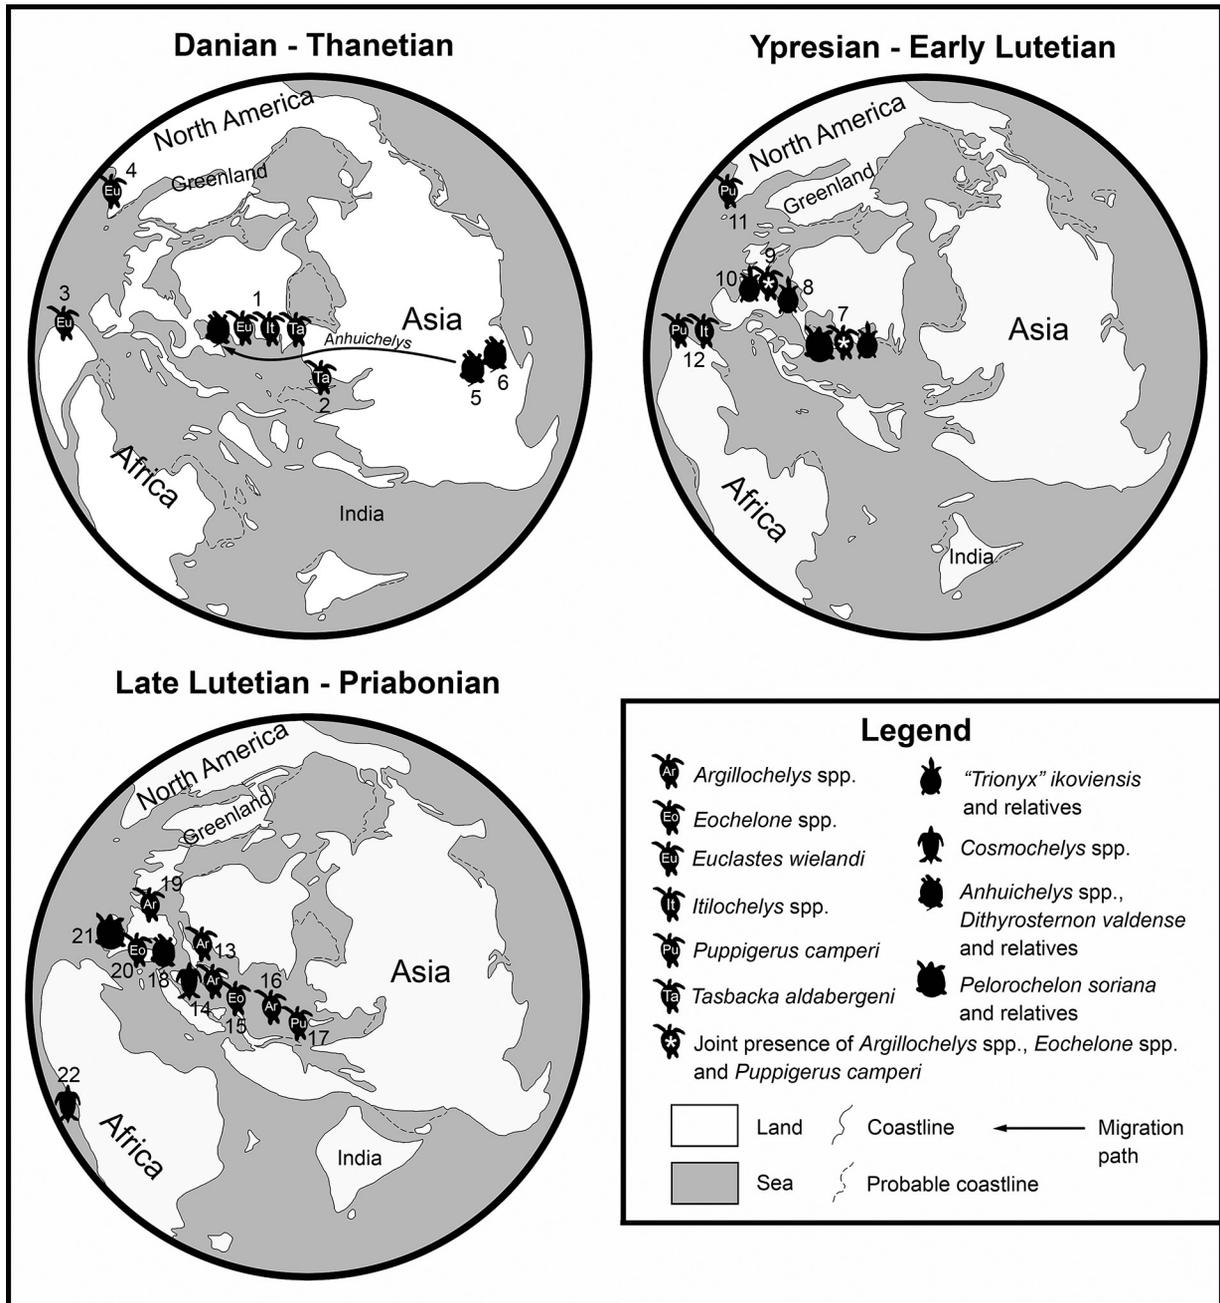 Danian - Thanetian
North America
Greenland
4
Eu
3
Eu
1
Eu
It
Ta
Asia
Anhuichelys
Ta
2
5
6
Africa
India
Ypresian - Early Lutetian
North America
Greenland
Pu
11
9
10
*
8
7
*
Pu
It
12
Asia
Africa
India
Late Lutetian - Priabonian
North America
Greenland
19
Ar
21
Eo
20
18
Ar
13
Ar
14
Eo
15
16
Ar
Pu
17
Asia
22
Africa
India
Legend
Ar
Argillochelys spp.
Eo
Eochelone spp.
Eu
Euclastes wielandi
It
Itilochelys spp.
Pu
Puppigerus camperi
Ta
Tasbacka aldabergeni
*
Joint presence of Argillochelys spp., Eochelone spp.
and Puppigerus camperi
“Trionyx” ikoviensis
and relatives
Cosmochelys spp.
Anhuichelys spp.,
Dithyrosternon valdense
and relatives
Pelorochelon soriana
and relatives
Land
Coastline
Migration
path
Sea
Probable coastline